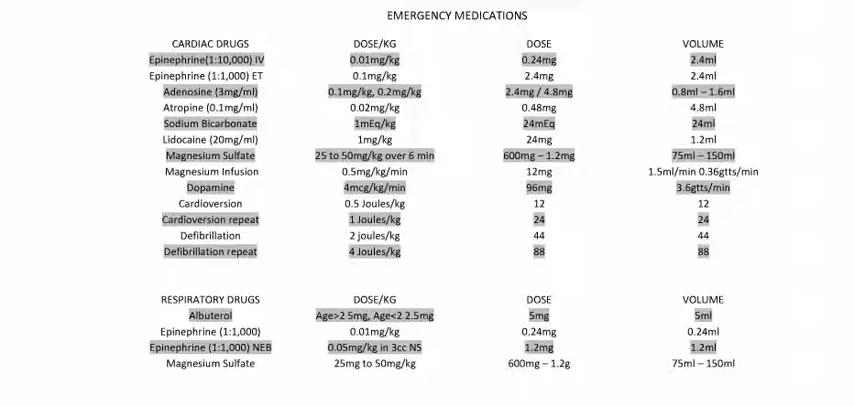 EMERGENCY MEDICATIONS
CARDIAC DRUGS DOSE/KG DOSE VOLUME
Epinephrine(1:10,000) IV 0.01mg/kg 0.24mg 2.4ml
Epinephrine (1:1,000) ET 0.1mg/kg 2.4mg 2.4ml
Adenosine (3mg/ml) 0.1mg/kg, 0.2mg/kg 2.4mg / 4.8mg 0.8ml – 1.6ml
Atropine (0.1mg/ml) 0.02mg/kg 0.48mg 4.8ml
Sodium Bicarbonate 1mEq/kg 24mEq 24ml
Lidocaine (20mg/ml) 1mg/kg 24mg 1.2ml
Magnesium Sulfate 25 to 50mg/kg over 6 min 600mg – 1.2mg 75ml – 150ml
Magnesium Infusion 0.5mg/kg/min 12mg 1.5ml/min 0.36gtts/min
Dopamine 4mcg/kg/min 96mg 3.6gtts/min
Cardioversion 0.5 Joules/kg 12 12
Cardioversion repeat 1 Joules/kg 24 24
Defibrillation 2 joules/kg 44 44
Defibrillation repeat 4 Joules/kg 88 88
RESPIRATORY DRUGS DOSE/KG DOSE VOLUME
Albuterol Age>2 5mg, Age<2 2.5mg 5mg 5ml
Epinephrine (1:1,000) 0.01mg/kg 0.24mg 0.24ml
Epinephrine (1:1,000) NEB 0.05mg/kg in 3cc NS 1.2mg 1.2ml
Magnesium Sulfate 25mg to 50mg/kg 600mg – 1.2g 75ml – 150ml